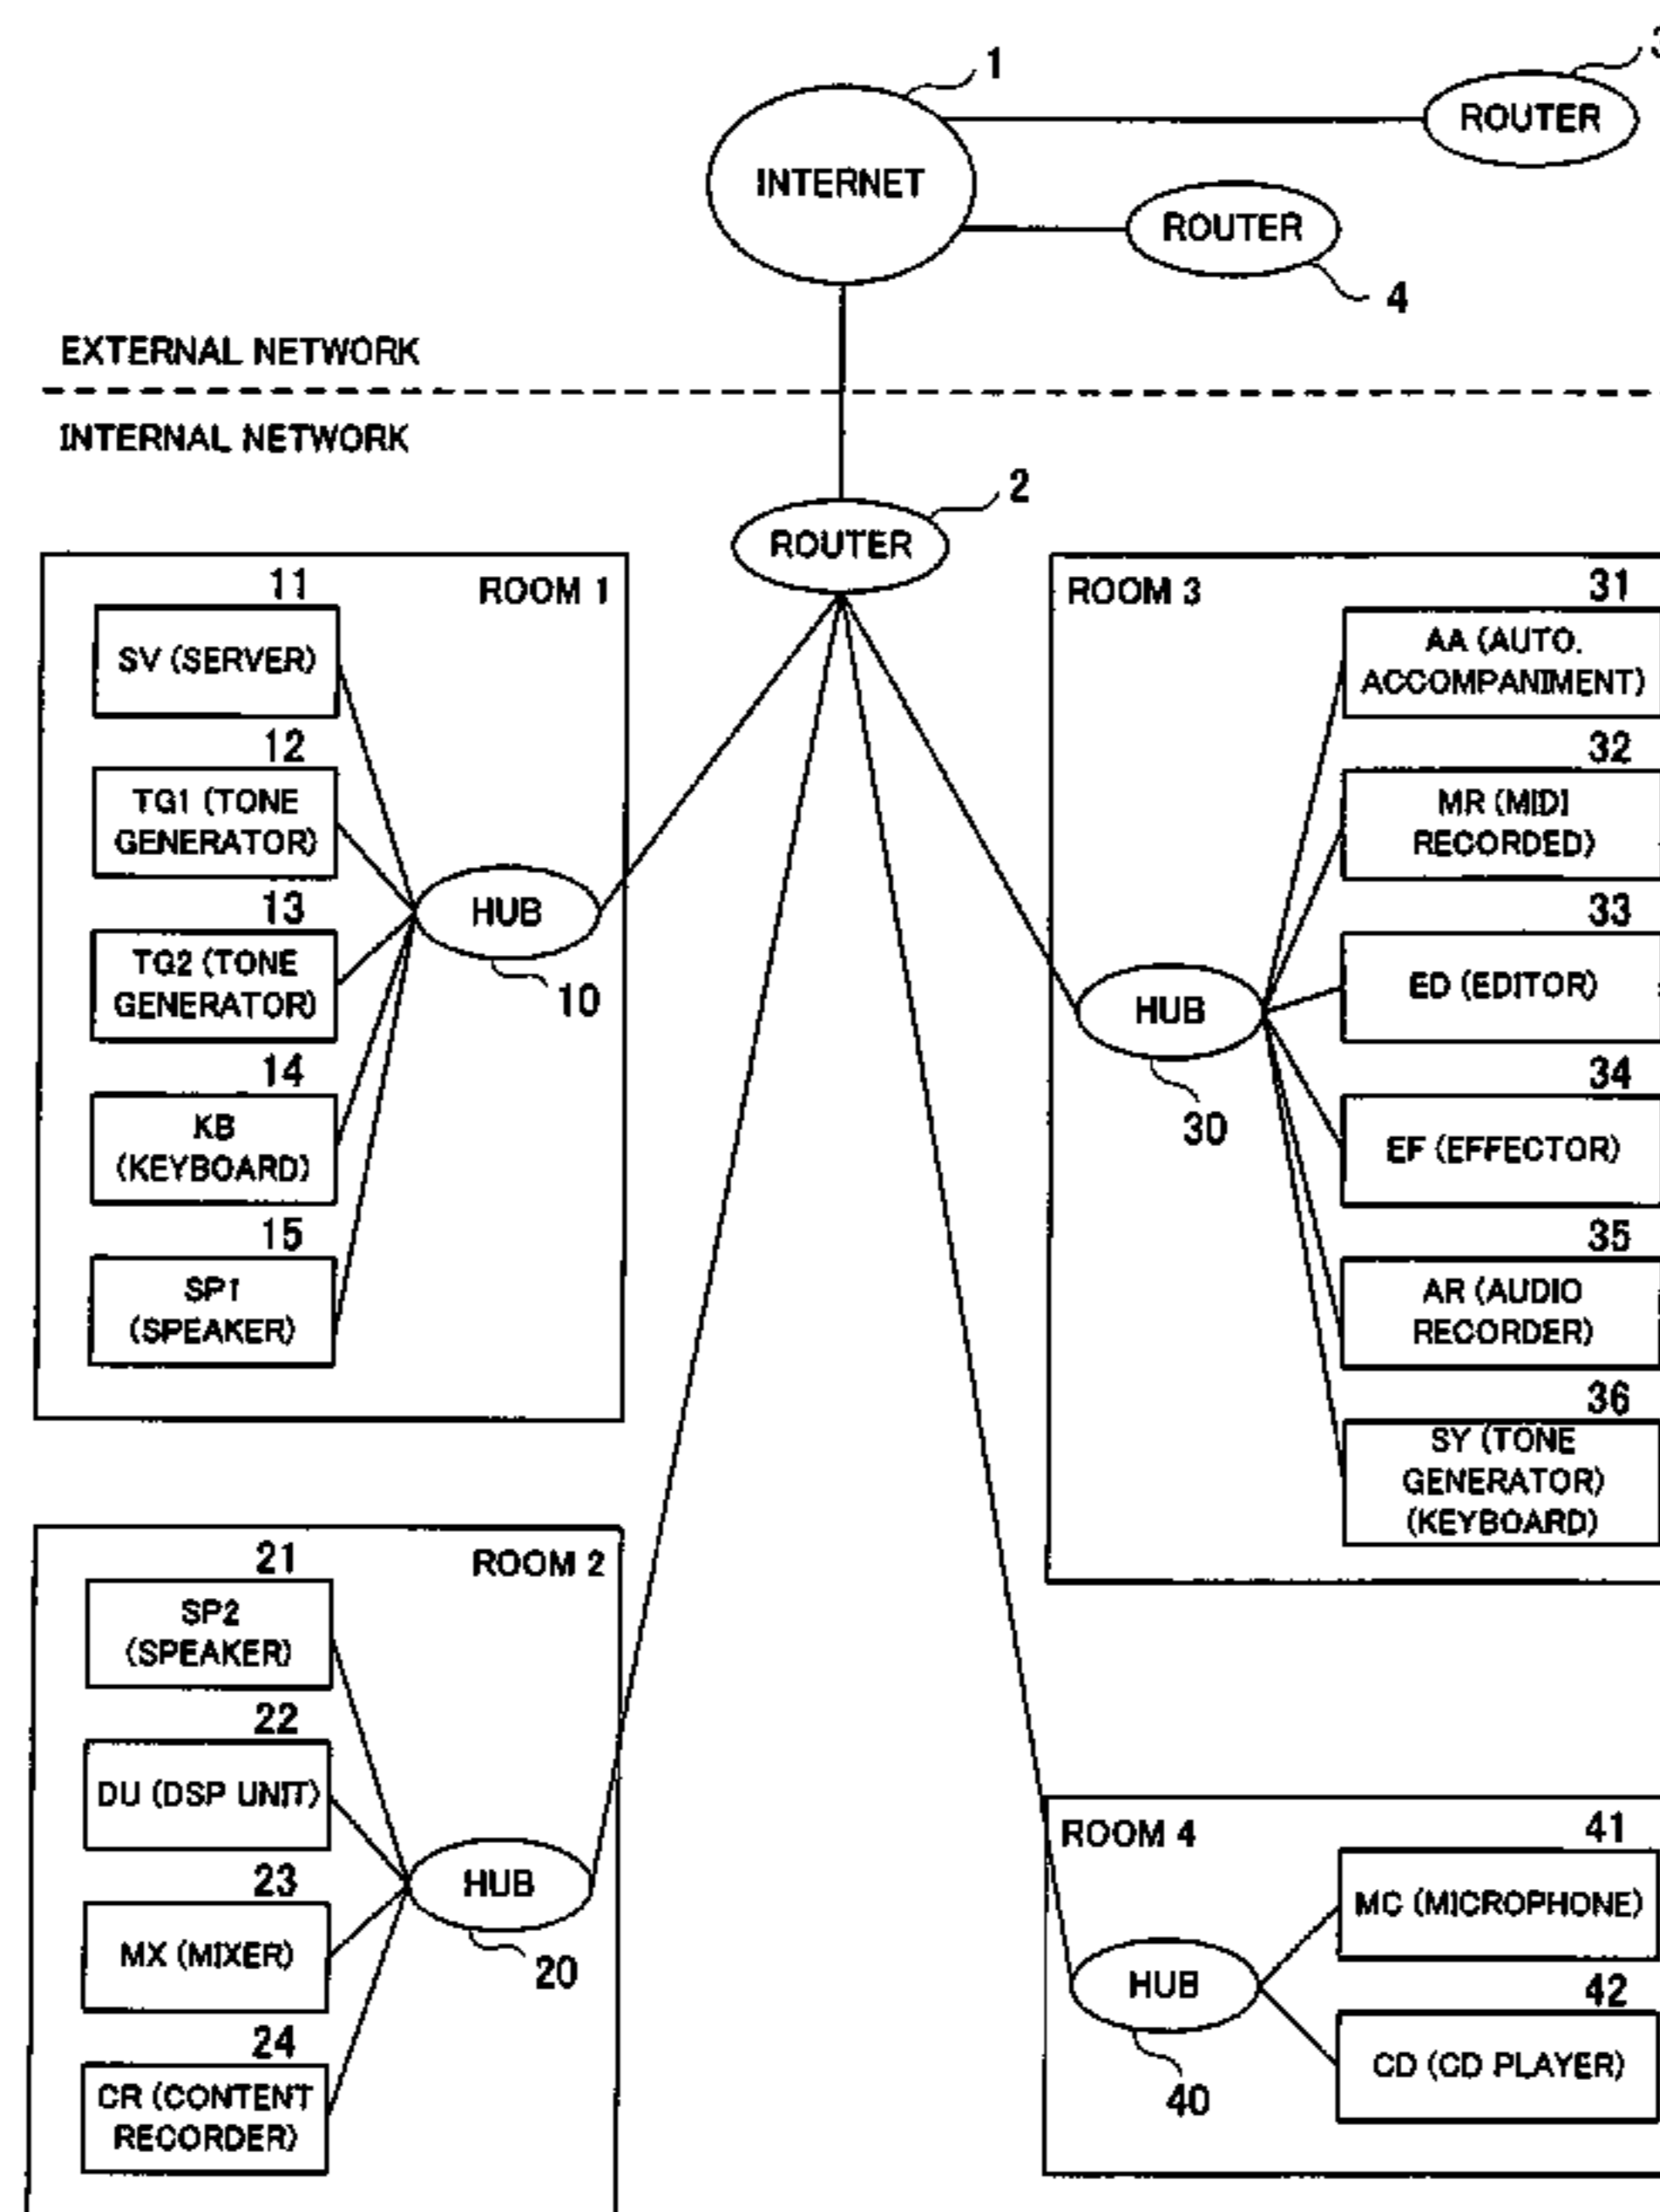 1
3
ROUTER
INTERNET
ROUTER
4
EXTERNAL NETWORK
INTERNAL NETWORK
2
ROUTER
ROOM 1
11
SV (SERVER)
12
TG1 (TONE
GENERATOR)
13
TG2 (TONE
GENERATOR)
14
KB
(KEYBOARD)
15
SP1
(SPEAKER)
HUB
10
ROOM 2
21
SP2
(SPEAKER)
22
DU (DSP UNIT)
23
MX (MIXER)
24
CR (CONTENT
RECORDER)
HUB
20
ROOM 3
31
AA (AUTO.
ACCOMPANIMENT)
32
MR (MIDI
RECORDED)
33
ED (EDITOR)
34
EF (EFFECTOR)
35
AR (AUDIO
RECORDER)
36
SY (TONE
GENERATOR)
(KEYBOARD)
HUB
30
ROOM 4
41
MC (MICROPHONE)
42
CD (CD PLAYER)
HUB
40